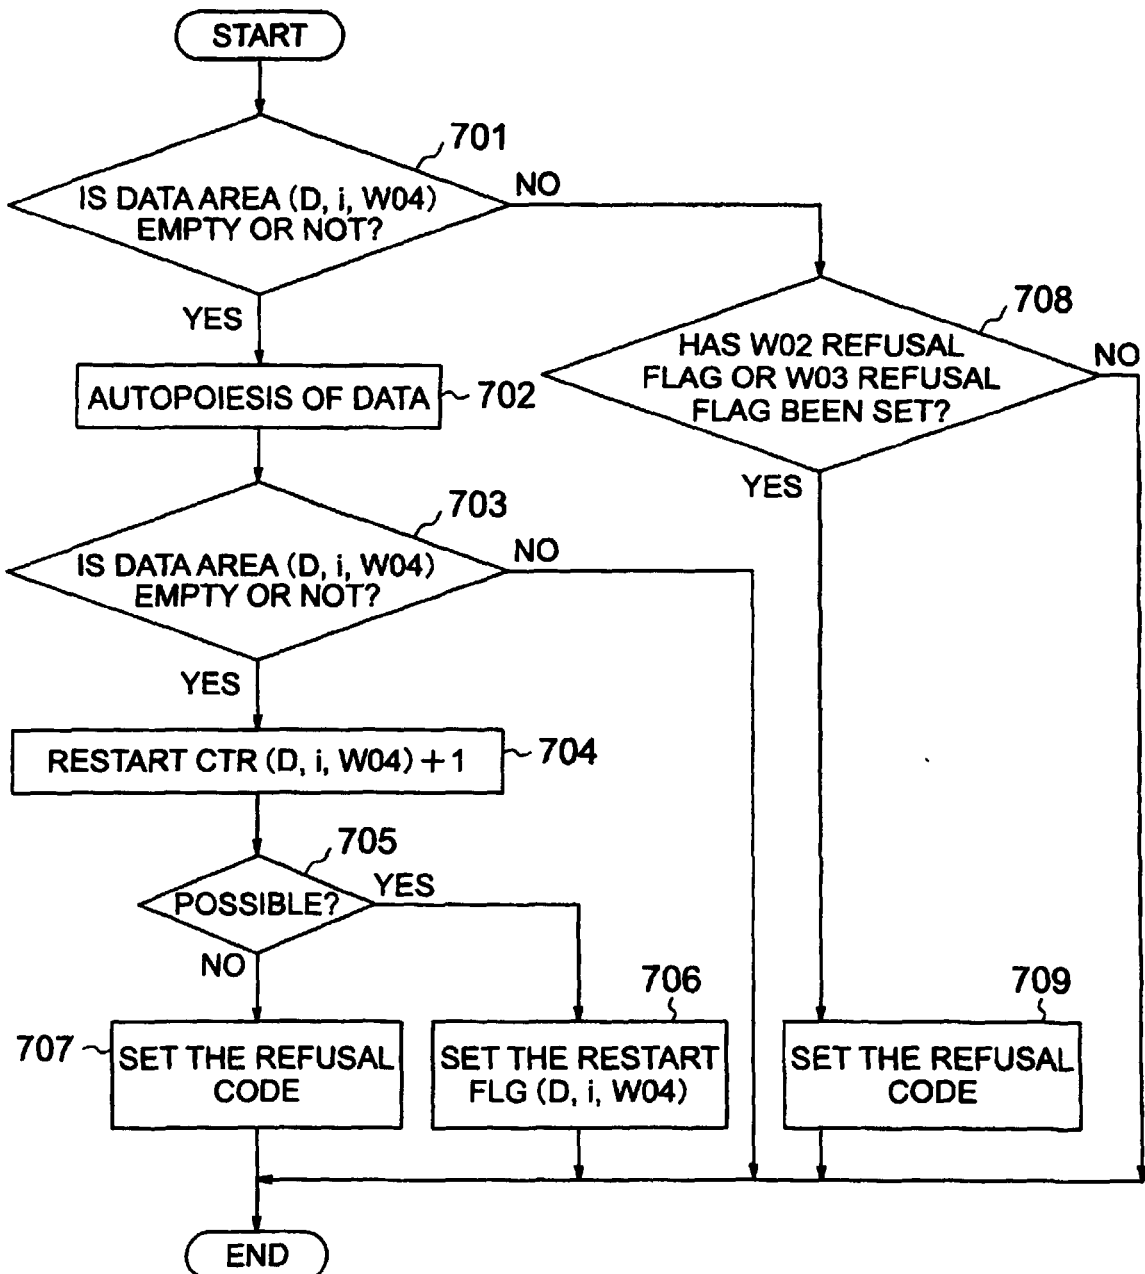 START
701
IS DATA AREA (D, i, W04)
EMPTY OR NOT?
NO
YES
708
HAS W02 REFUSAL
FLAG OR W03 REFUSAL
FLAG BEEN SET?
NO
YES
AUTOPOIESIS OF DATA
702
703
IS DATA AREA (D, i, W04)
EMPTY OR NOT?
NO
YES
RESTART CTR (D, i, W04) + 1
704
705
POSSIBLE?
YES
NO
707
SET THE REFUSAL
CODE
706
SET THE RESTART
FLG (D, i, W04)
709
SET THE REFUSAL
CODE
END